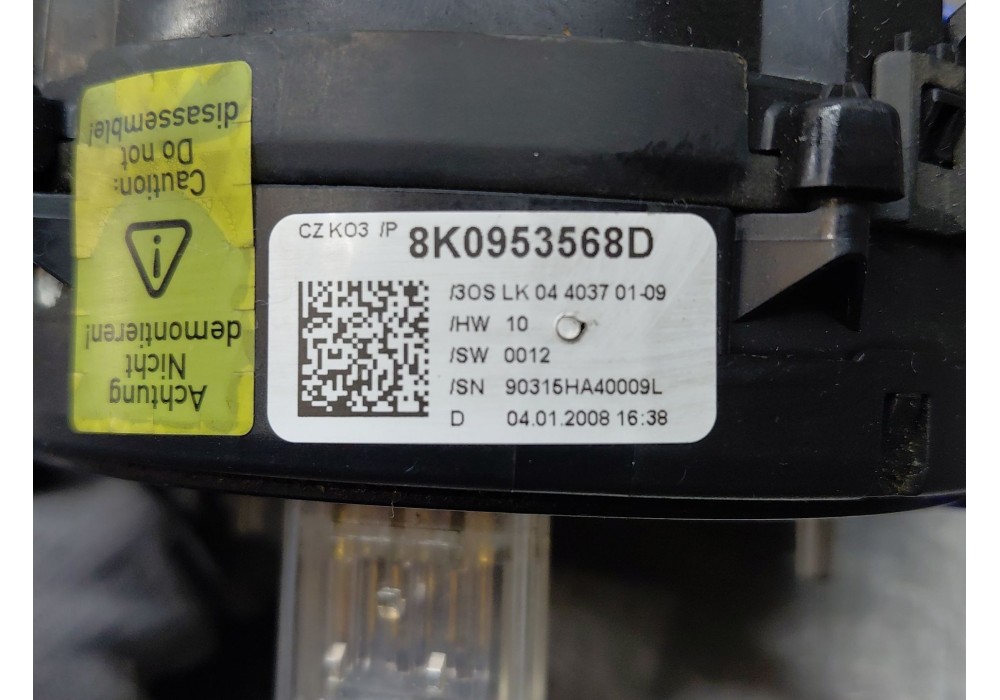 Achtung
Nicht
demontieren!
Caution:
Do not
disassemble!
CZ KO3 /P 8K0953568D
/3OS LK 04 4037 01-09
/HW 10
/SW 0012
/SN 90315HA40009L
D 04.01.2008 16:38